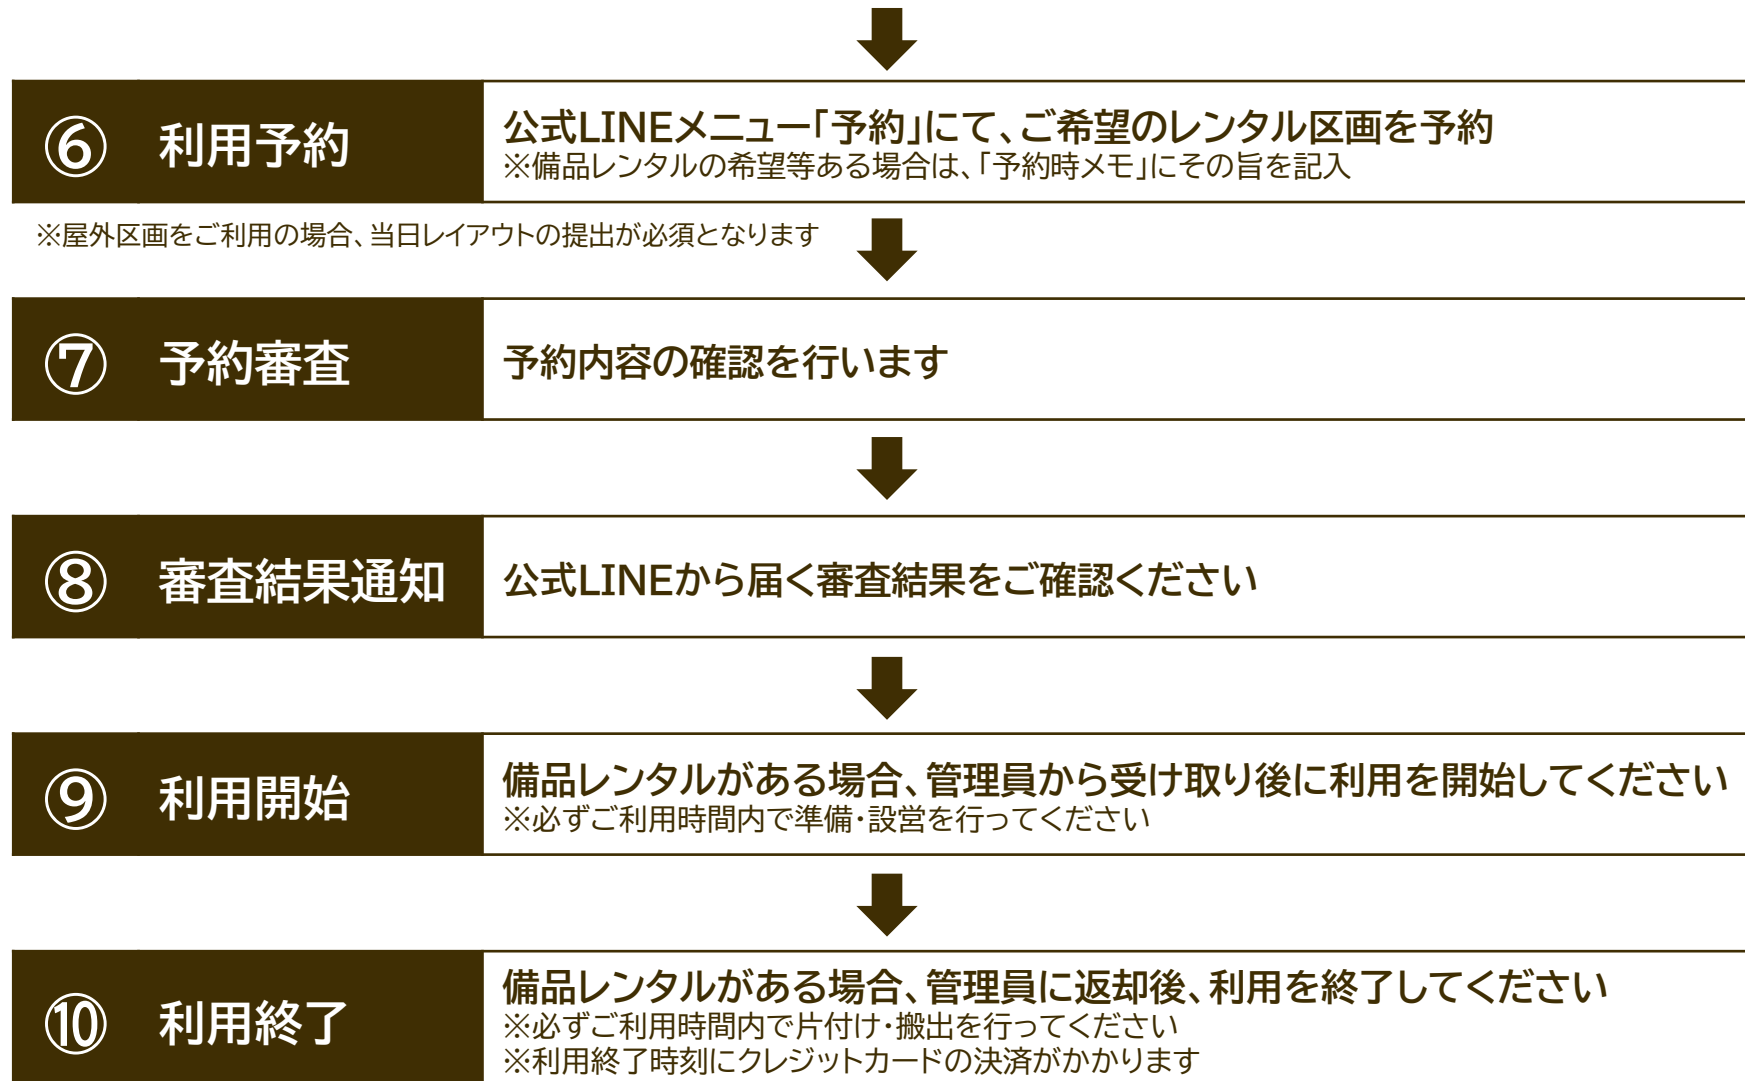 ⑥ 利用予約
公式LINEメニュー「予約」にて、ご希望のレンタル区画を予約
※備品レンタルの希望等ある場合は、「予約時メモ」にその旨を記入
※屋外区画をご利用の場合、当日レイアウトの提出が必須となります
⑦ 予約審査
予約内容の確認を行います
⑧ 審査結果通知
公式LINEから届く審査結果をご確認ください
⑨ 利用開始
備品レンタルがある場合、管理員から受け取り後に利用を開始してください
※必ずご利用時間内で準備・設営を行ってください
⑩ 利用終了
備品レンタルがある場合、管理員に返却後、利用を終了してください
※必ずご利用時間内で片付け・搬出を行ってください
※利用終了時刻にクレジットカードの決済がかかります